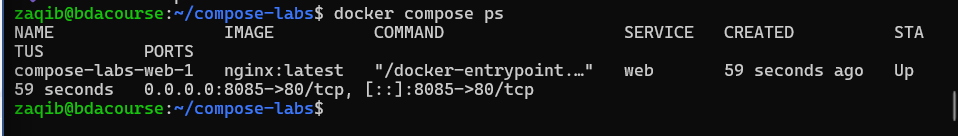 zaqib@bdacourse:~/compose-labs$ docker compose ps
NAME                 IMAGE          COMMAND                  SERVICE   CREATED          STA
TUS       PORTS
compose-labs-web-1   nginx:latest   "/docker-entrypoint.…"   web       59 seconds ago   Up
59 seconds   0.0.0.0:8085->80/tcp, [::]:8085->80/tcp
zaqib@bdacourse:~/compose-labs$